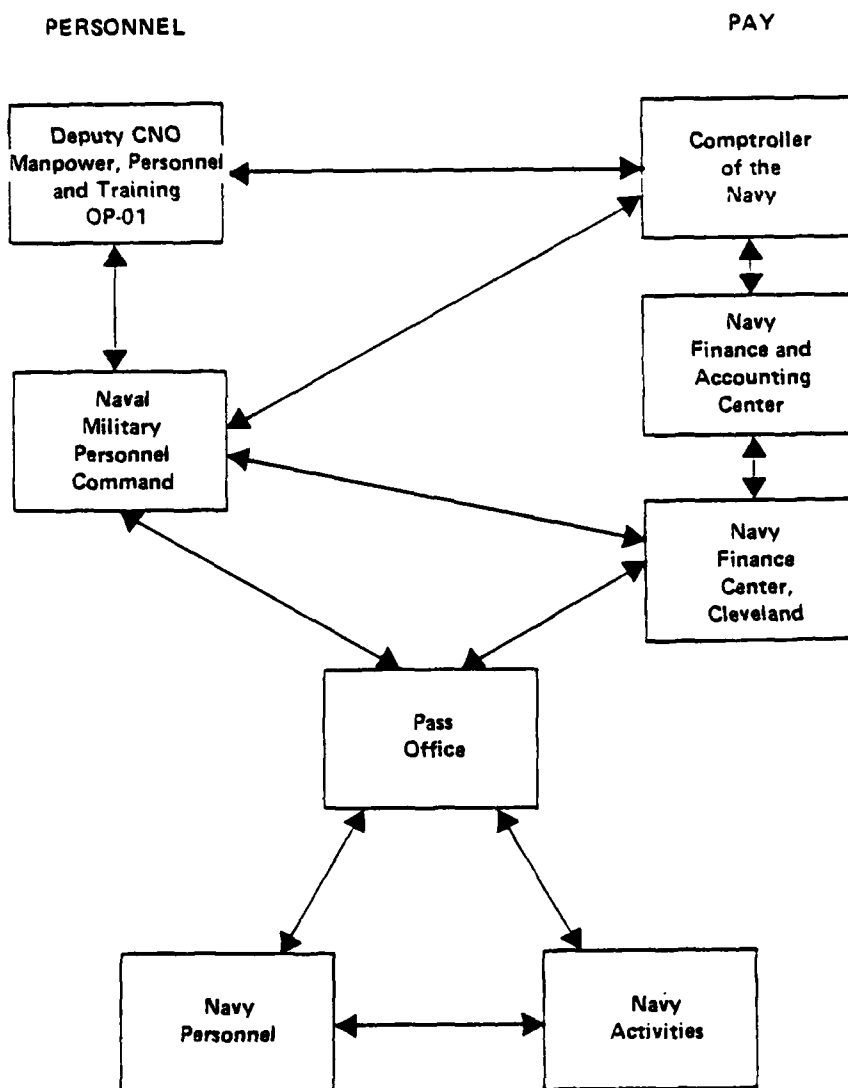 PERSONNEL
PAY
Deputy CNO
Manpower, Personnel
and Training
OP-01
Comptroller
of the
Navy
Navy
Finance and
Accounting
Center
Naval
Military
Personnel
Command
Navy
Finance
Center,
Cleveland
Pass
Office
Navy
Personnel
Navy
Activities